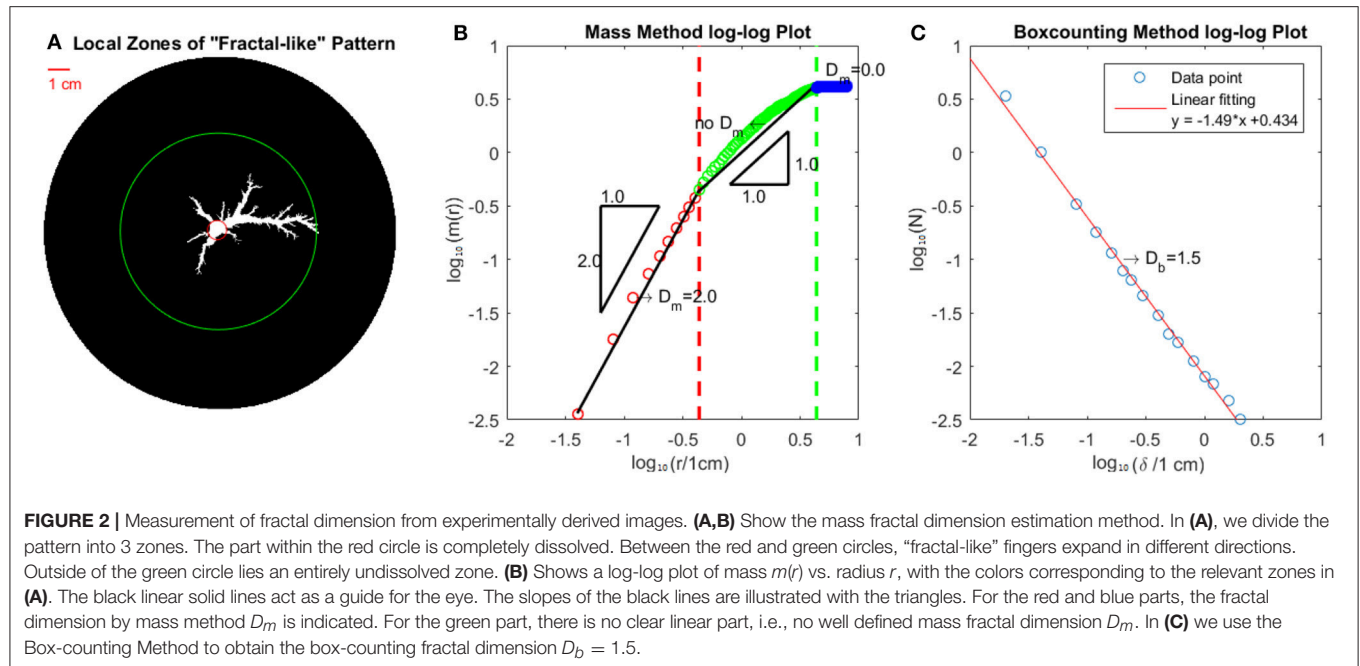 A Local Zones of "Fractal-like" Pattern
1 cm
B Mass Method log-log Plot
log₁₀(m(r))
1
0.5
0
-0.5
-1
-1.5
-2
-2.5
D_m=0.0
no D_m ←
1.0
1.0
1.0
2.0
→ D_m=2.0
-2 -1.5 -1 -0.5 0 0.5 1
log₁₀(r/1cm)
C Boxcounting Method log-log Plot
log₁₀(N)
1
0.5
0
-0.5
-1
-1.5
-2
-2.5
Data point
Linear fitting
y = -1.49*x +0.434
→ D_b=1.5
-2 -1.5 -1 -0.5 0 0.5 1
log₁₀(δ/1 cm)
FIGURE 2 | Measurement of fractal dimension from experimentally derived images. (A,B) Show the mass fractal dimension estimation method. In (A), we divide the
pattern into 3 zones. The part within the red circle is completely dissolved. Between the red and green circles, “fractal-like” fingers expand in different directions.
Outside of the green circle lies an entirely undissolved zone. (B) Shows a log-log plot of mass m(r) vs. radius r, with the colors corresponding to the relevant zones in
(A). The black linear solid lines act as a guide for the eye. The slopes of the black lines are illustrated with the triangles. For the red and blue parts, the fractal
dimension by mass method D_m is indicated. For the green part, there is no clear linear part, i.e., no well defined mass fractal dimension D_m. In (C) we use the
Box-counting Method to obtain the box-counting fractal dimension D_b = 1.5.